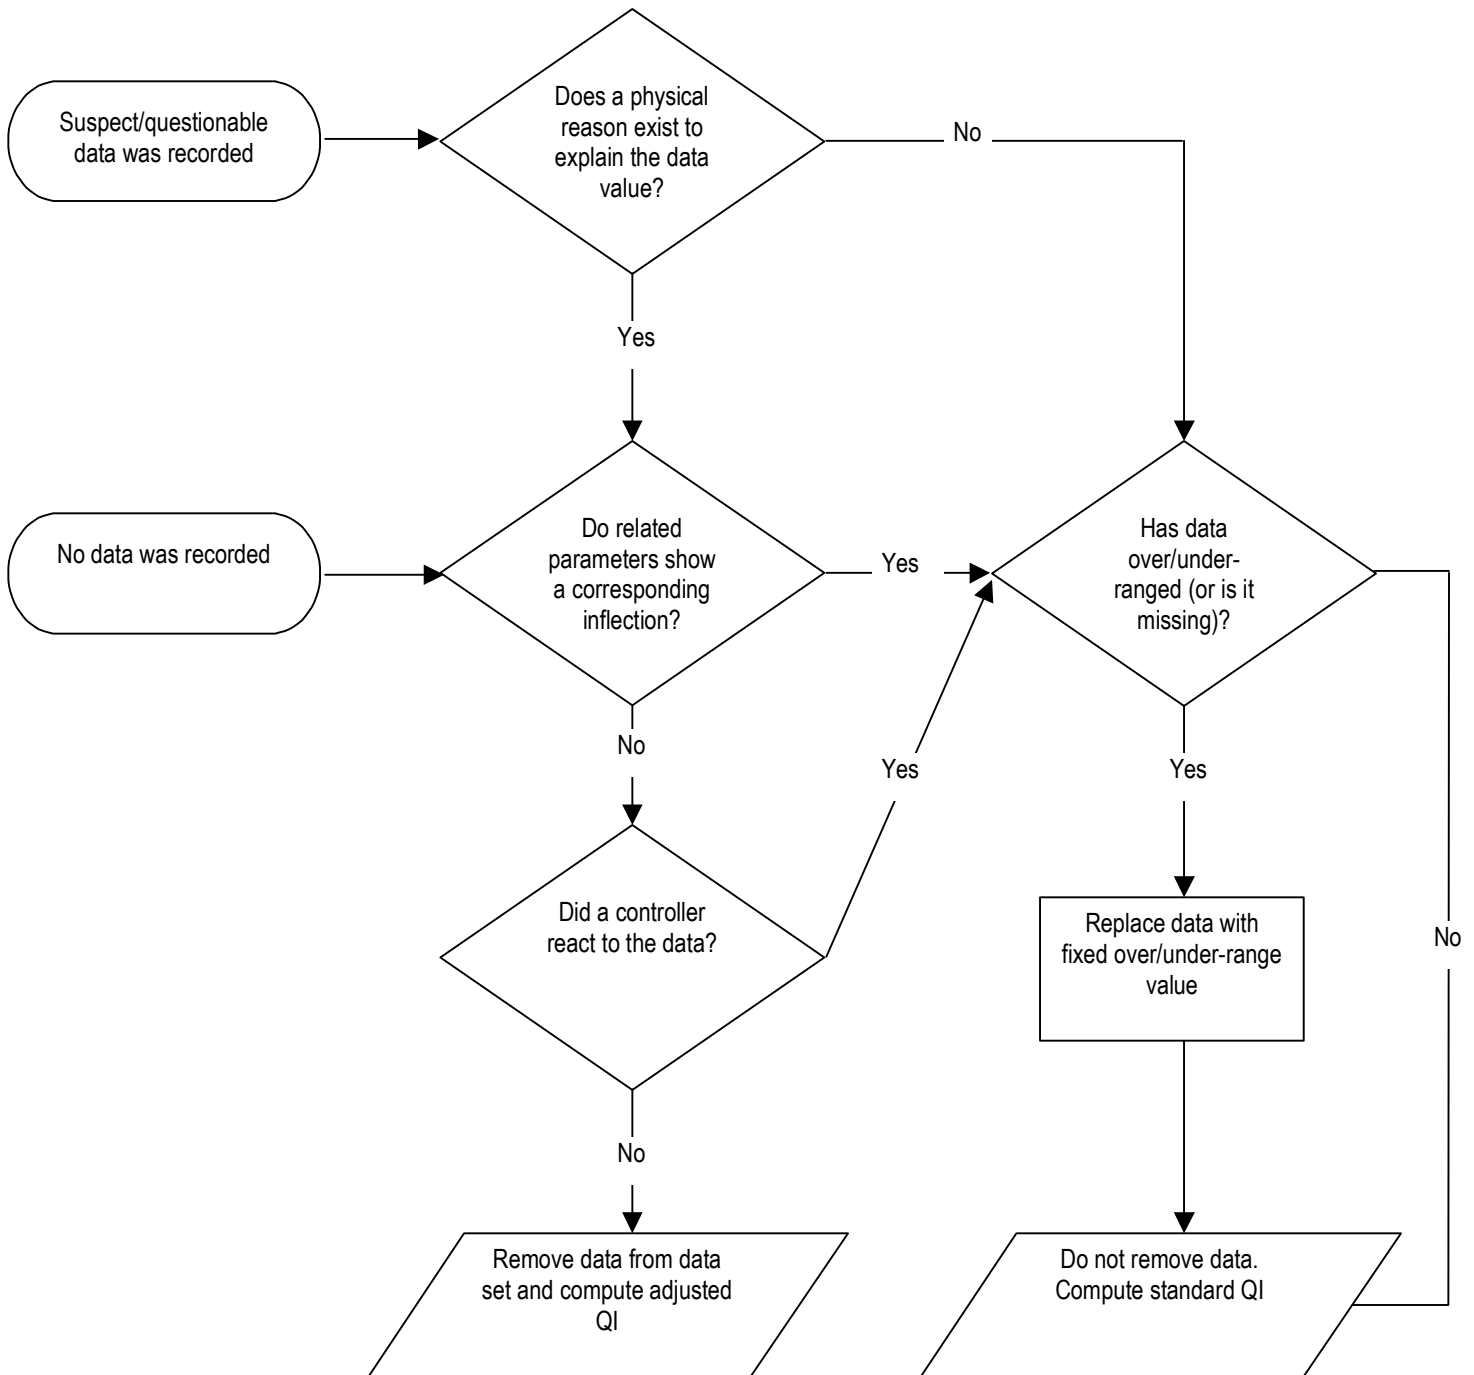 Does a physical
reason exist to
explain the data
value?
Suspect/questionable
data was recorded
No
Yes
No data was recorded
Do related
parameters show
a corresponding
inflection?
Yes
Has data
over/under-
ranged (or is it
missing)?
No
Yes
Yes
Did a controller
react to the data?
Replace data with
fixed over/under-range
value
No
No
Remove data from data
set and compute adjusted
QI
Do not remove data.
Compute standard QI